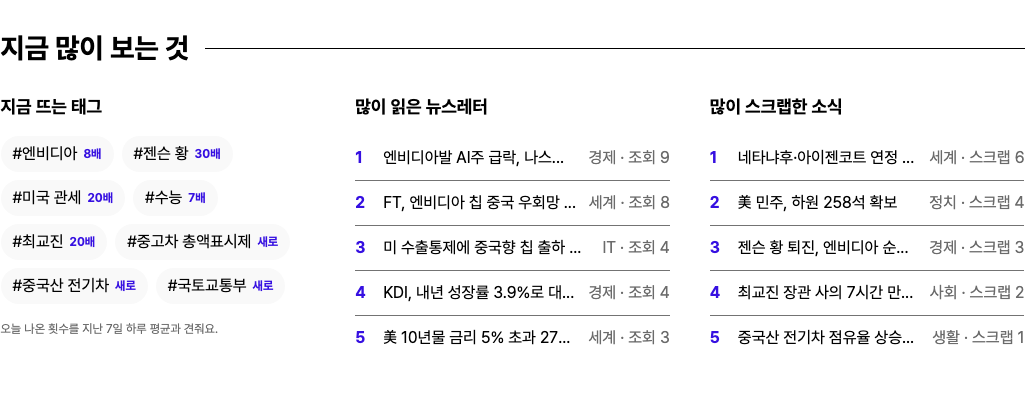 지금 많이 보는 것
지금 뜨는 태그
#엔비디아 8배
#젠슨 황 30배
#미국 관세 20배
#수능 7배
#최교진 20배
#중고차 총액표시제 새로
#중국산 전기차 새로
#국토교통부 새로
오늘 나온 횟수를 지난 7일 하루 평균과 견줘요.
많이 읽은 뉴스레터
1 엔비디아발 AI주 급락, 나스... 경제 · 조회 9
2 FT, 엔비디아 칩 중국 우회망 ... 세계 · 조회 8
3 미 수출통제에 중국향 칩 출하 ... IT · 조회 4
4 KDI, 내년 성장률 3.9%로 대... 경제 · 조회 4
5 美 10년물 금리 5% 초과 27... 세계 · 조회 3
많이 스크랩한 소식
1 네타냐후·아이젠코트 연정 ... 세계 · 스크랩 6
2 美 민주, 하원 258석 확보 정치 · 스크랩 4
3 젠슨 황 퇴진, 엔비디아 순... 경제 · 스크랩 3
4 최교진 장관 사의 7시간 만... 사회 · 스크랩 2
5 중국산 전기차 점유율 상승... 생활 · 스크랩 1